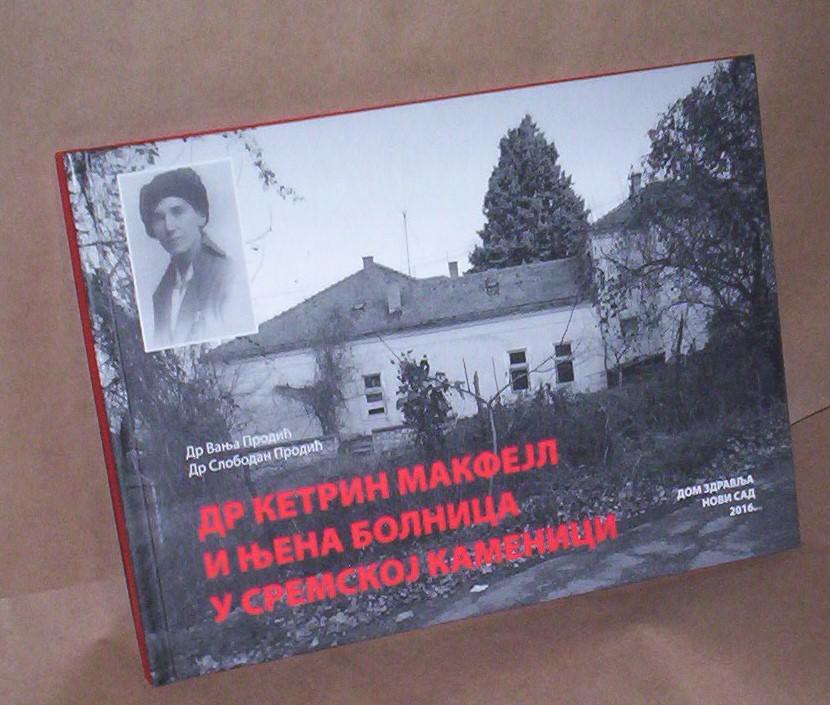 Др Вања Продић
Др Слободан Продић
ДР КЕТРИН МАКФЕЈЛ
И ЊЕНА БОЛНИЦА
У СРЕМСКОЈ КАМЕНИЦИ
ДОМ ЗДРАВЉА
НОВИ САД
2016.